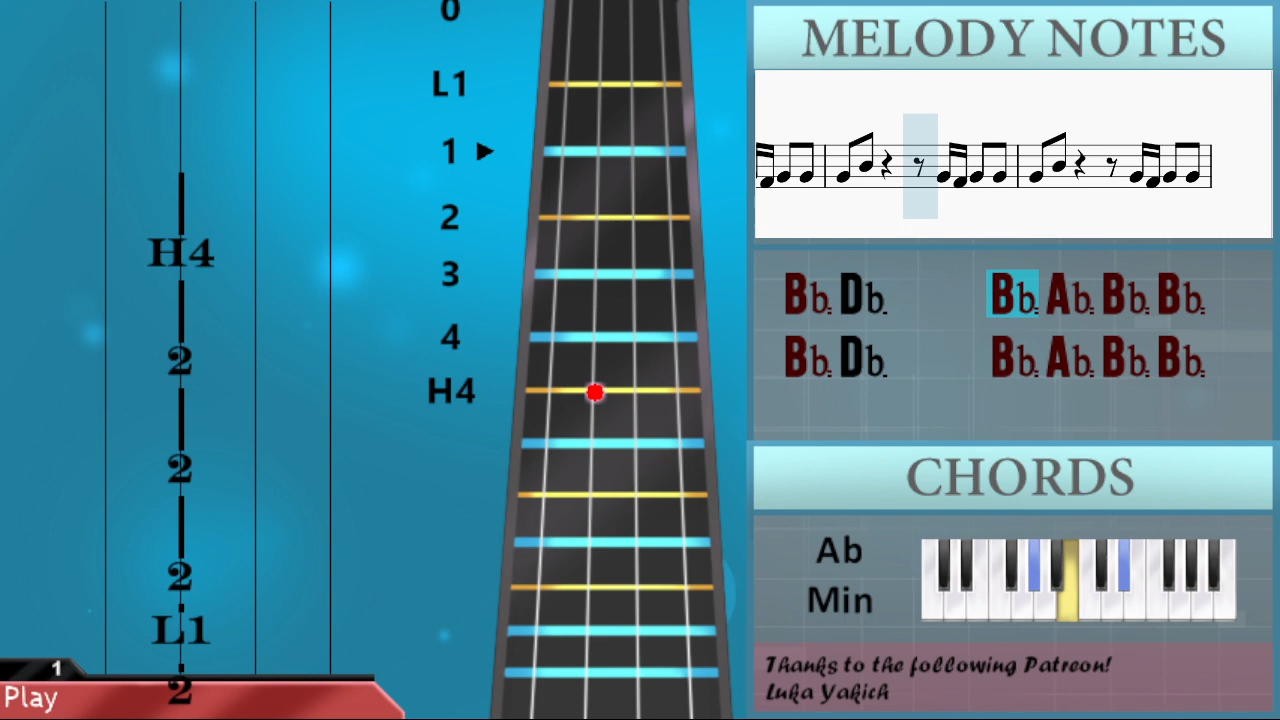 0
L1
1
2
3
4
H4
H4
2
2
2
L1
2
1
Play
MELODY NOTES
Bb. Db. Bb. Ab. Bb. Bb.
Bb. Db. Bb. Ab. Bb. Bb.
CHORDS
Ab
Min
Thanks to the following Patreon!
Luka Yakich